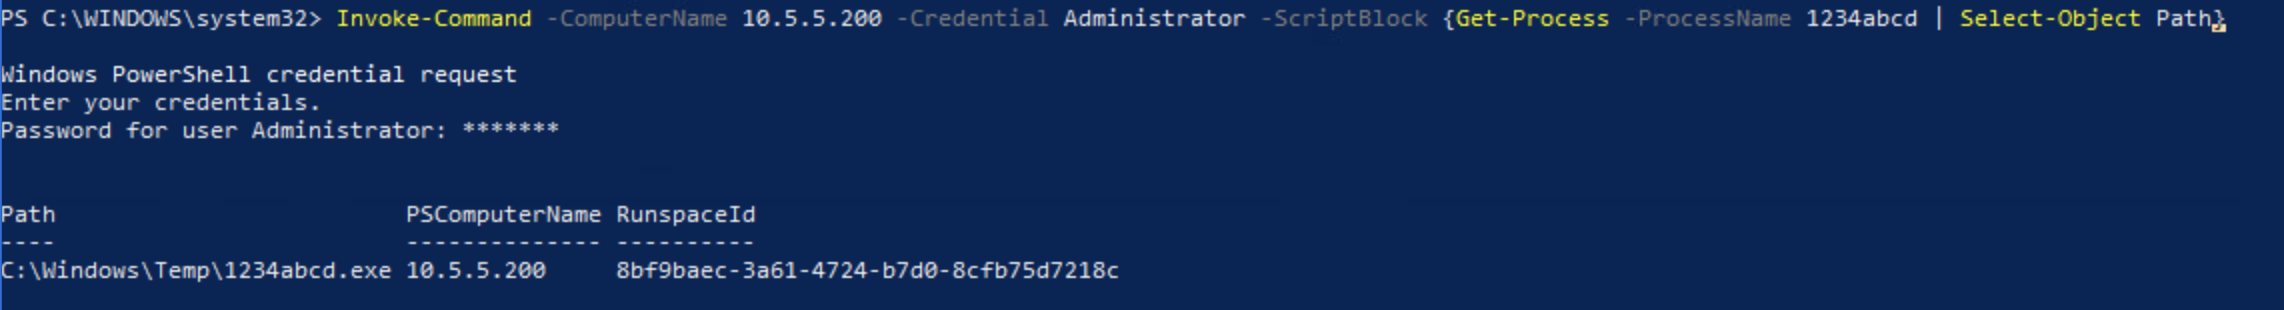 PS C:\WINDOWS\system32> Invoke-Command -ComputerName 10.5.5.200 -Credential Administrator -ScriptBlock {Get-Process -ProcessName 1234abcd | Select-Object Path}
Windows PowerShell credential request
Enter your credentials.
Password for user Administrator: *******
Path PSComputerName RunspaceId
---- -------------- ----------
C:\Windows\Temp\1234abcd.exe 10.5.5.200 8bf9baec-3a61-4724-b7d0-8cfb75d7218c